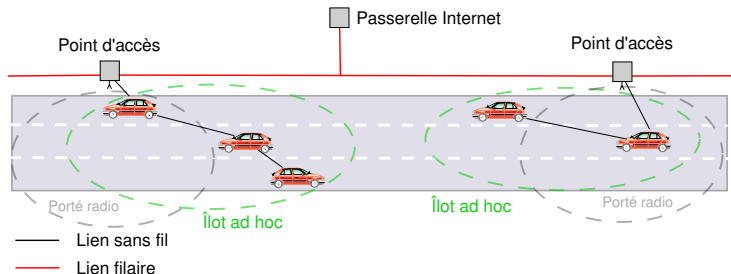 Passerelle Internet
Point d'accès
Point d'accès
Porté radio
Îlot ad hoc
Îlot ad hoc
Porté radio
Lien sans fil
Lien filaire